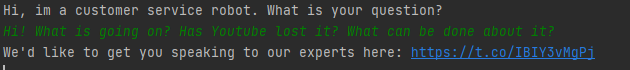 Hi, im a customer service robot. What is your question?
Hi! What is going on? Has Youtube lost it? What can be done about it?
We'd like to get you speaking to our experts here: https://t.co/IBIY3vMgPj